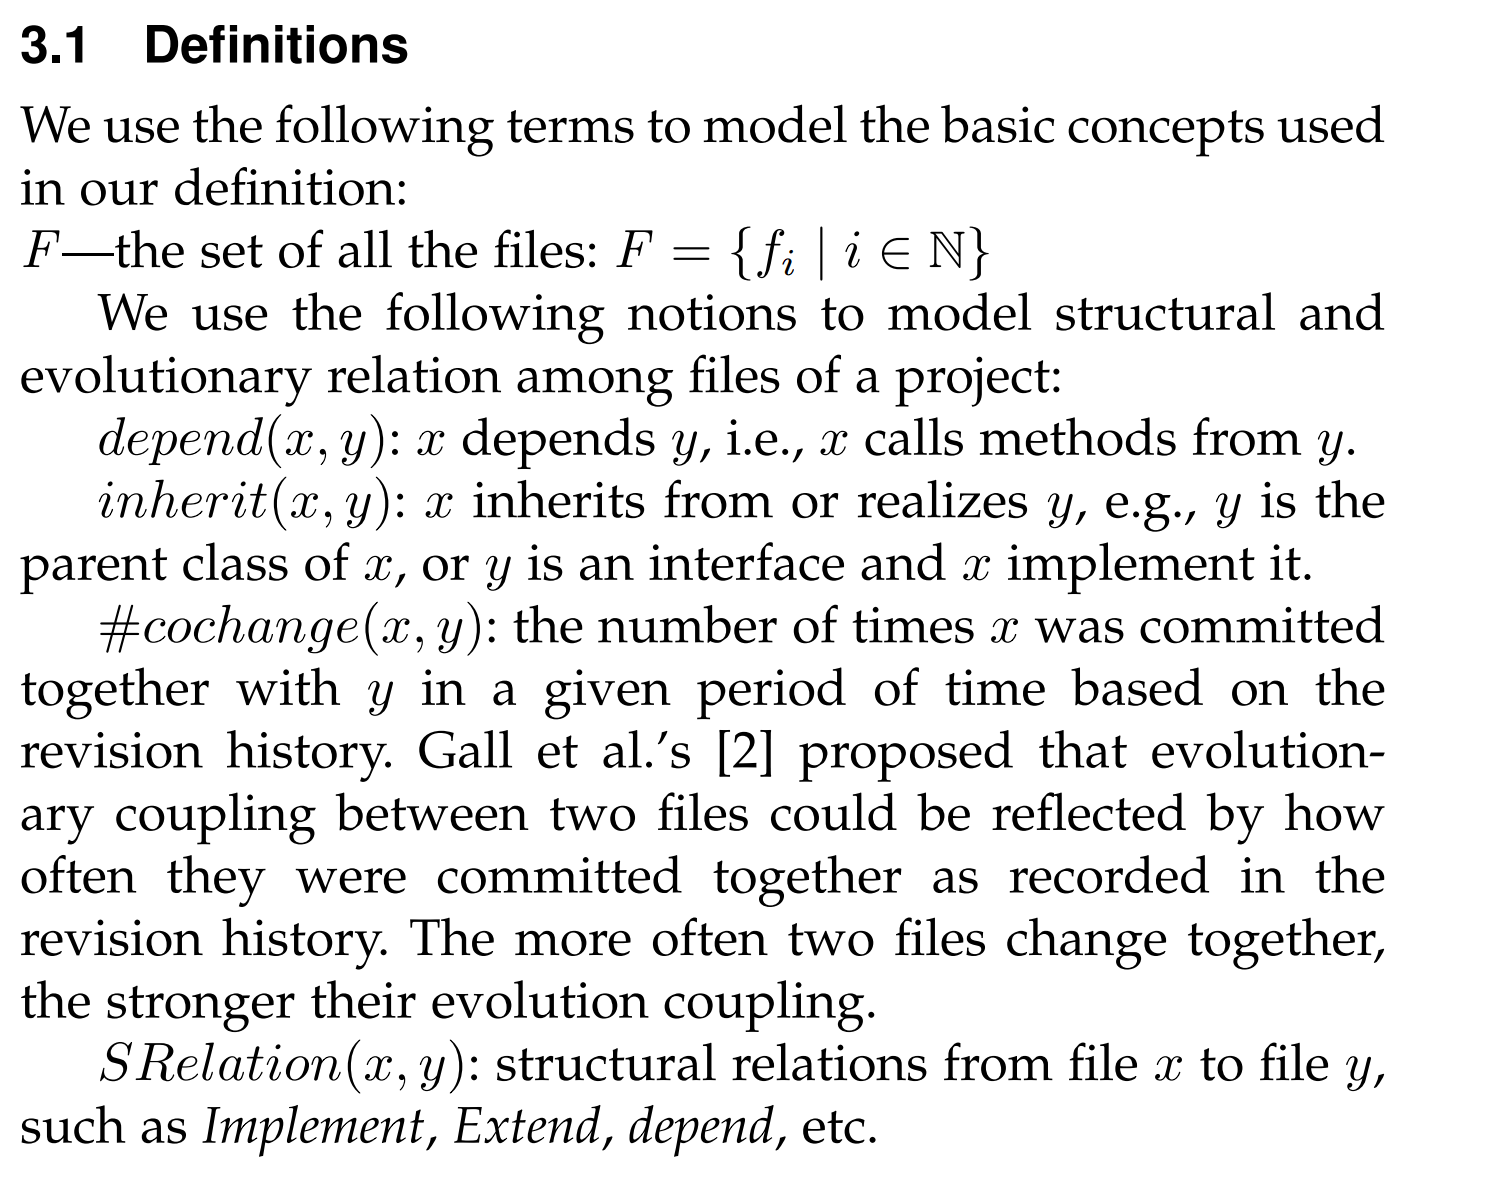 3.1 Definitions
We use the following terms to model the basic concepts used
in our definition:
F—the set of all the files: F = {fᵢ | i ∈ ℕ}
We use the following notions to model structural and
evolutionary relation among files of a project:
depend(x, y): x depends y, i.e., x calls methods from y.
inherit(x, y): x inherits from or realizes y, e.g., y is the
parent class of x, or y is an interface and x implement it.
#cochange(x, y): the number of times x was committed
together with y in a given period of time based on the
revision history. Gall et al.’s [2] proposed that evolution-
ary coupling between two files could be reflected by how
often they were committed together as recorded in the
revision history. The more often two files change together,
the stronger their evolution coupling.
SRelation(x, y): structural relations from file x to file y,
such as Implement, Extend, depend, etc.